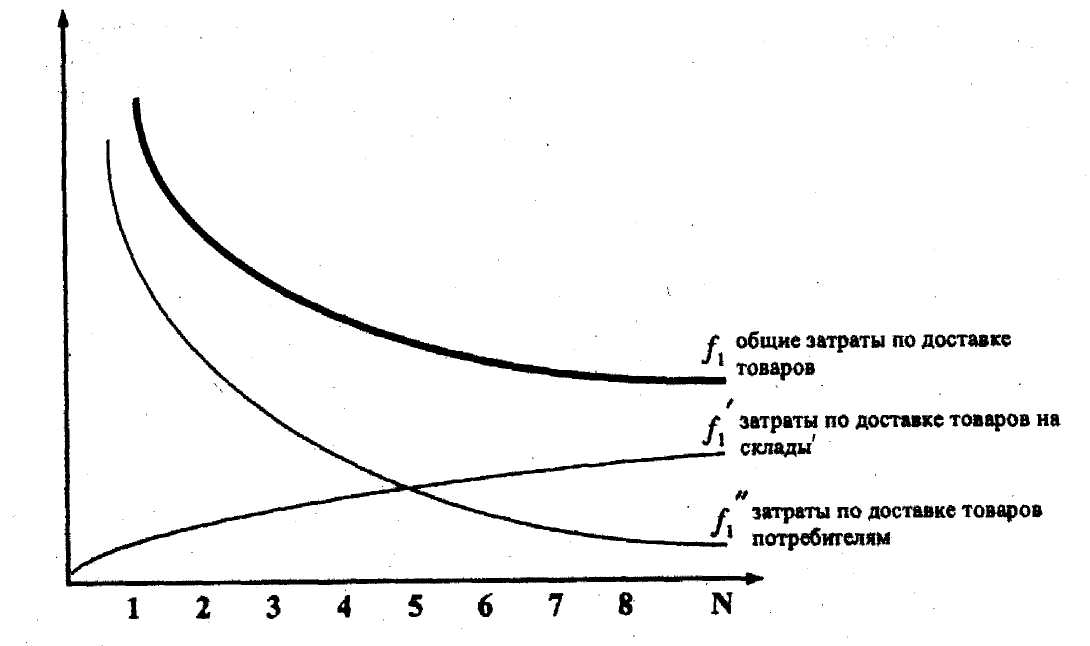 f₁ общие затраты по доставке
товаров
f₁′ затраты по доставке товаров на
склады
f₁″ затраты по доставке товаров
потребителям
1 2 3 4 5 6 7 8 N